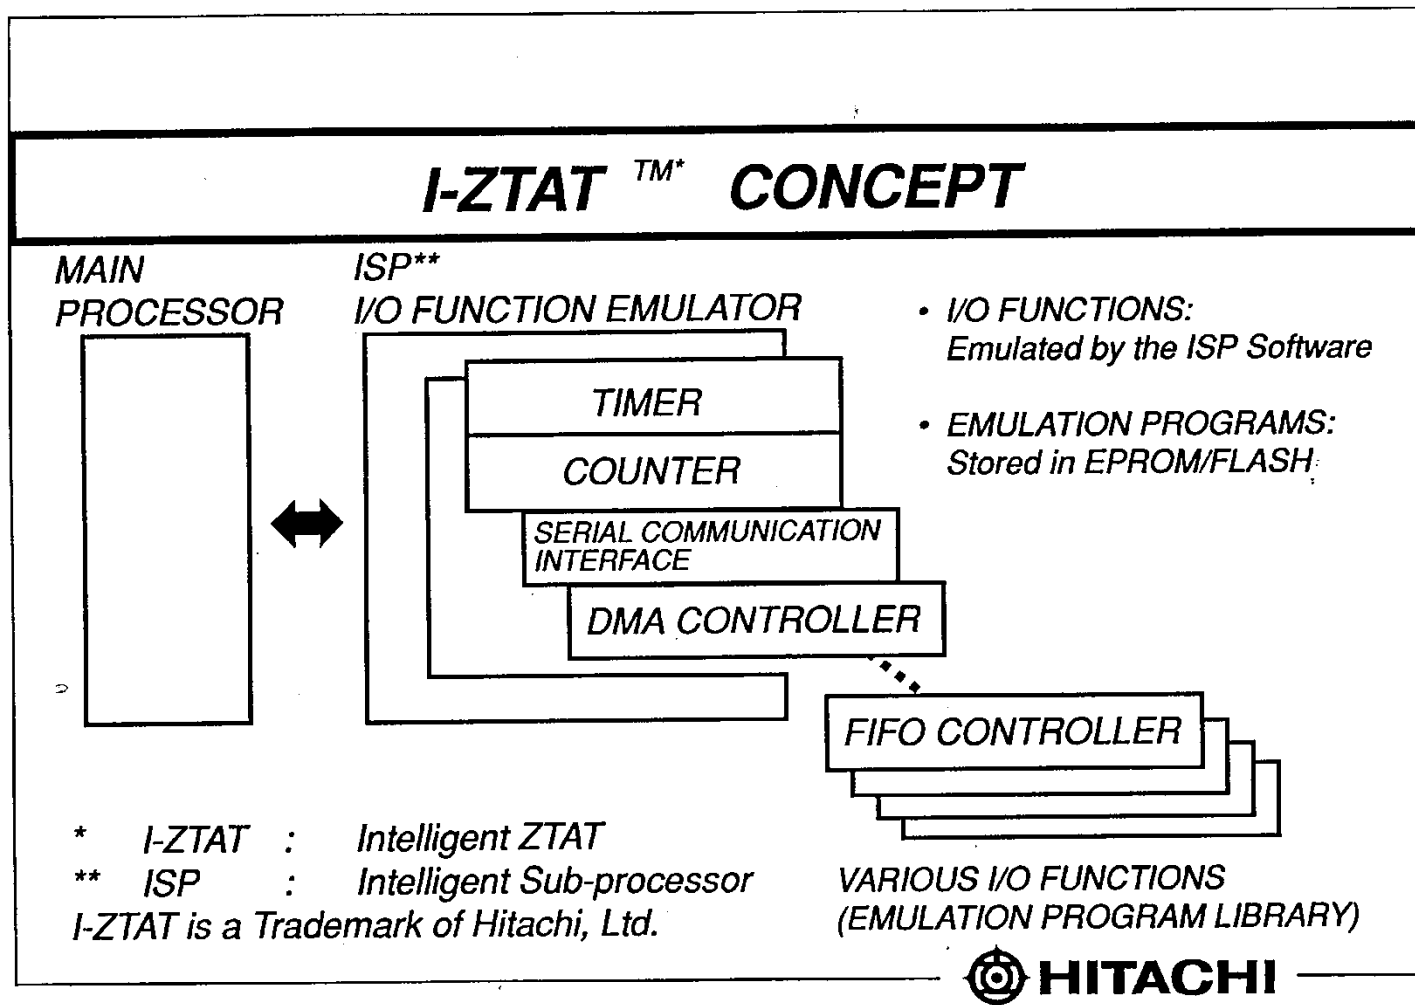 I-ZTAT TM* CONCEPT
MAIN
PROCESSOR
ISP**
I/O FUNCTION EMULATOR
TIMER
COUNTER
SERIAL COMMUNICATION
INTERFACE
DMA CONTROLLER
FIFO CONTROLLER
• I/O FUNCTIONS:
Emulated by the ISP Software
• EMULATION PROGRAMS:
Stored in EPROM/FLASH
* I-ZTAT : Intelligent ZTAT
** ISP : Intelligent Sub-processor
I-ZTAT is a Trademark of Hitachi, Ltd.
VARIOUS I/O FUNCTIONS
(EMULATION PROGRAM LIBRARY)
HITACHI